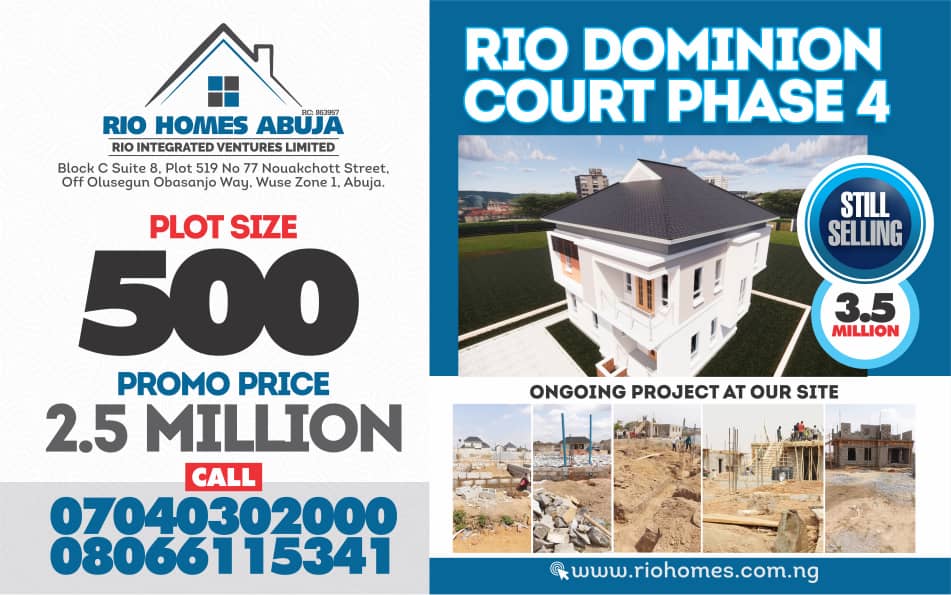 RC: 863957
RIO HOMES ABUJA
RIO INTEGRATED VENTURES LIMITED
Block C Suite 8, Plot 519 No 77 Nouakchott Street,
Off Olusegun Obasanjo Way, Wuse Zone 1, Abuja.
PLOT SIZE
500
PROMO PRICE
2.5 MILLION
CALL
07040302000
08066115341
RIO DOMINION
COURT PHASE 4
STILL
SELLING
3.5
MILLION
ONGOING PROJECT AT OUR SITE
www.riohomes.com.ng